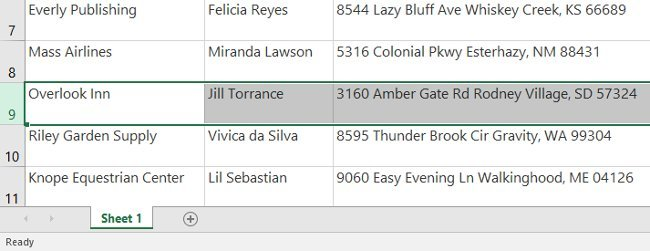 7 Everly Publishing Felicia Reyes 8544 Lazy Bluff Ave Whiskey Creek, KS 66689
8 Mass Airlines Miranda Lawson 5316 Colonial Pkwy Esterhazy, NM 88431
9 Overlook Inn Jill Torrance 3160 Amber Gate Rd Rodney Village, SD 57324
10 Riley Garden Supply Vivica da Silva 8595 Thunder Brook Cir Gravity, WA 99304
11 Knope Equestrian Center Lil Sebastian 9060 Easy Evening Ln Walkinghood, ME 04126
Sheet 1
Ready